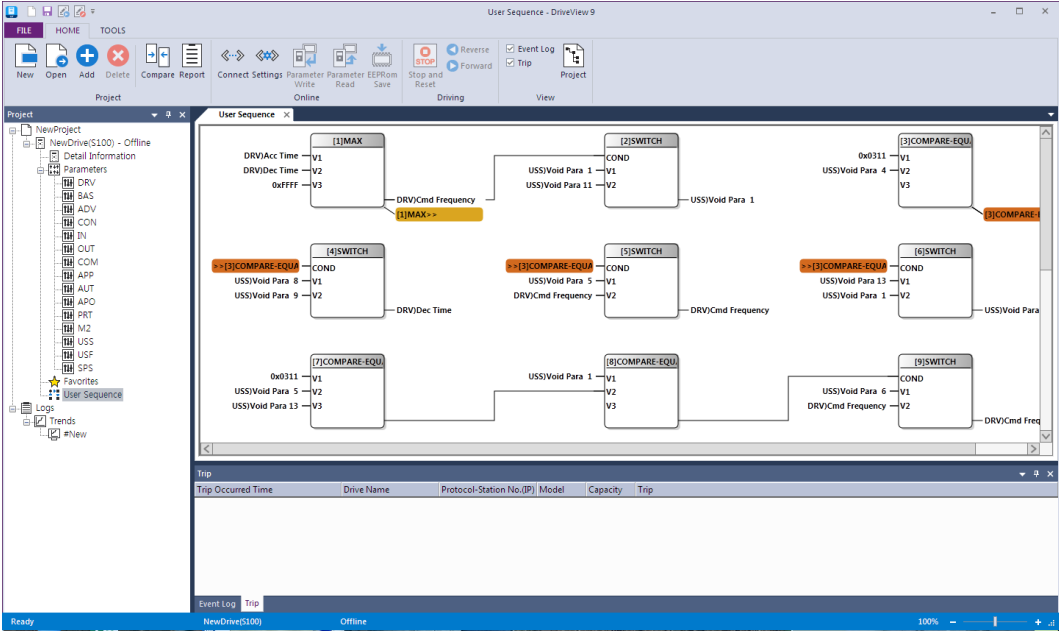 User Sequence - DriveView 9
FILE HOME TOOLS
New Open Add Delete Compare Report
Project
Connect Settings Parameter Write Parameter Read EEPRom Save
Online
STOP
Stop and Reset
Reverse
Forward
Driving
Event Log
Trip
Project
View
Project
NewProject
NewDrive(S100) - Offline
Detail Information
Parameters
DRV
BAS
ADV
CON
IN
OUT
COM
APP
AUT
APO
PRT
M2
USS
USF
SPS
Favorites
User Sequence
Logs
Trends
#New
User Sequence
[1]MAX
DRV)Acc Time V1
DRV)Dec Time V2
0xFFFF V3
DRV)Cmd Frequency
[1]MAX>>
[2]SWITCH
COND
USS)Void Para 1 V1
USS)Void Para 11 V2
USS)Void Para 1
[3]COMPARE-EQU.
0x0311 V1
USS)Void Para 4 V2
V3
[3]COMPARE-E
[4]SWITCH
>>[3]COMPARE-EQUA COND
USS)Void Para 8 V1
USS)Void Para 9 V2
DRV)Dec Time
[5]SWITCH
>>[3]COMPARE-EQUA COND
USS)Void Para 5 V1
DRV)Cmd Frequency V2
DRV)Cmd Frequency
[6]SWITCH
>>[3]COMPARE-EQUA COND
USS)Void Para 13 V1
USS)Void Para 1 V2
USS)Void Para
[7]COMPARE-EQU.
0x0311 V1
USS)Void Para 5 V2
USS)Void Para 13 V3
[8]COMPARE-EQU.
USS)Void Para 1 V1
V2
V3
[9]SWITCH
COND
USS)Void Para 6 V1
DRV)Cmd Frequency V2
DRV)Cmd Freq
Trip
Trip Occurred Time Drive Name Protocol-Station No.(IP) Model Capacity Trip
Event Log Trip
Ready NewDrive(S100) Offline 100%